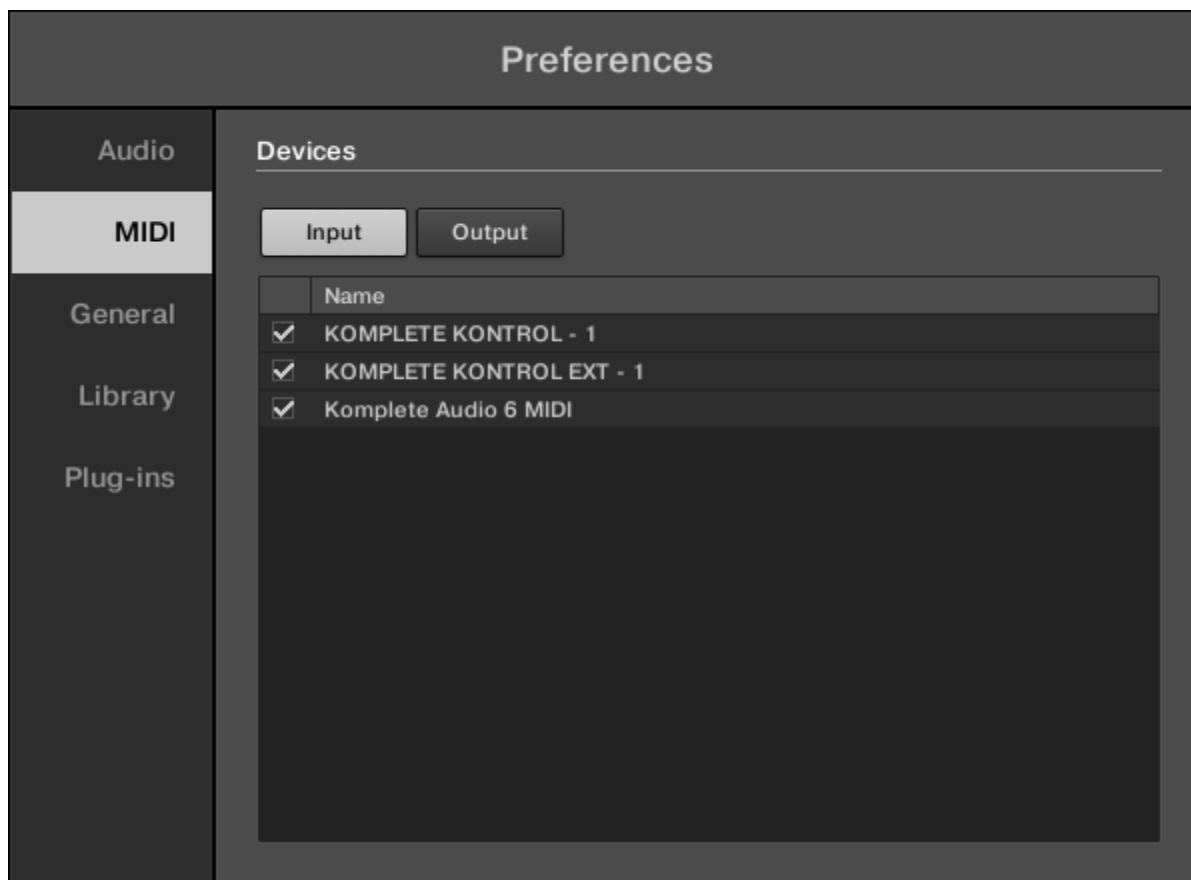 Preferences
Audio
MIDI
General
Library
Plug-ins
Devices
Input
Output
Name
KOMPLETE KONTROL - 1
KOMPLETE KONTROL EXT - 1
Komplete Audio 6 MIDI